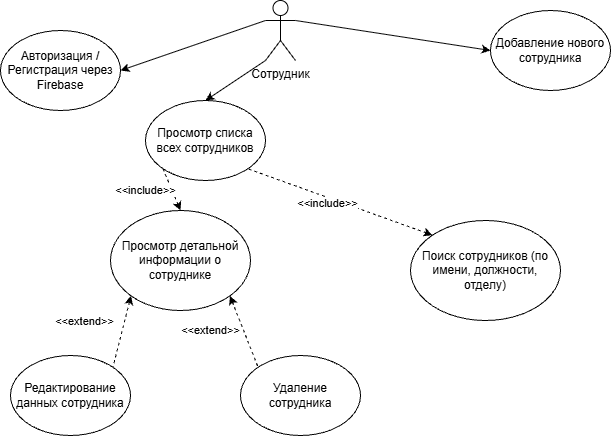 Авторизация /
Регистрация через
Firebase
Добавление нового
сотрудника
Сотрудник
Просмотр списка
всех сотрудников
<<include>>
<<include>>
Просмотр детальной
информации о
сотруднике
Поиск сотрудников (по
имени, должности,
отделу)
<<extend>>
<<extend>>
Редактирование
данных сотрудника
Удаление
сотрудника